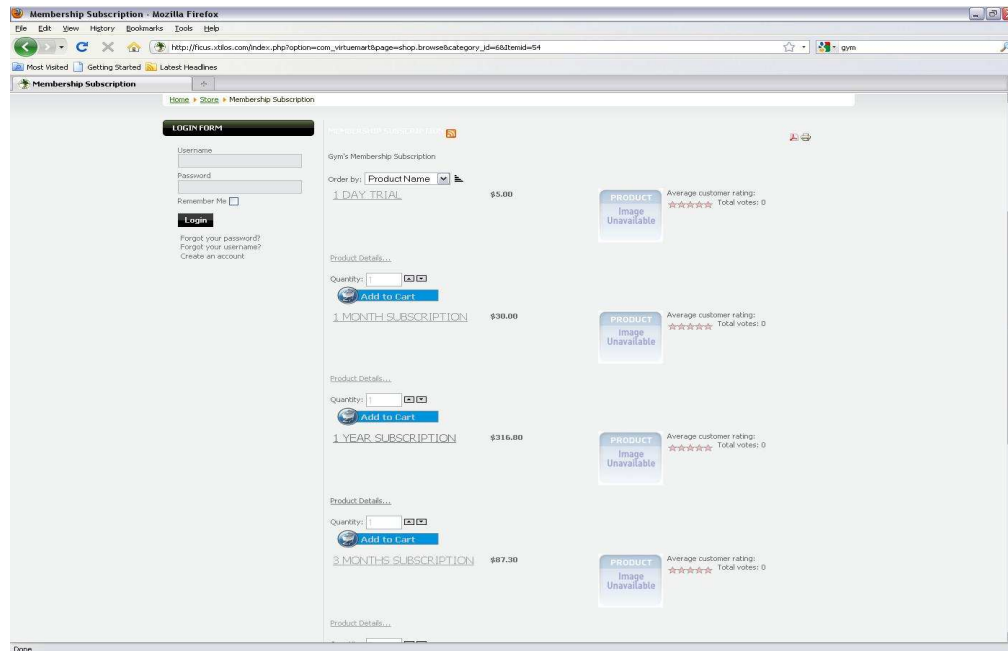 Membership Subscription - Mozilla Firefox
File Edit View History Bookmarks Tools Help
http://ficus.xtilos.com/index.php?option=com_virtuemart&page=shop.browse&category_id=6&Itemid=54
gym
Most Visited Getting Started Latest Headlines
Membership Subscription
Home Store Membership Subscription
LOGIN FORM
Username
Password
Remember Me
Login
Forgot your password?
Forgot your username?
Create an account
Gym's Membership Subscription
Order by: Product Name
1 DAY TRIAL $5.00
PRODUCT
Image
Unavailable
Average customer rating:
Total votes: 0
Product Details...
Quantity: 1
Add to Cart
1 MONTH SUBSCRIPTION $30.00
PRODUCT
Image
Unavailable
Average customer rating:
Total votes: 0
Product Details...
Quantity: 1
Add to Cart
1 YEAR SUBSCRIPTION $316.80
PRODUCT
Image
Unavailable
Average customer rating:
Total votes: 0
Product Details...
Quantity: 1
Add to Cart
3 MONTHS SUBSCRIPTION $87.30
PRODUCT
Image
Unavailable
Average customer rating:
Total votes: 0
Product Details...
Done